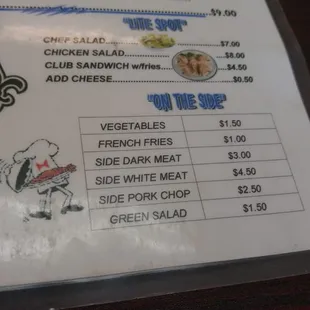 $9.00
"LITE SPOT"
CHEF SALAD $7.00
CHICKEN SALAD $8.00
CLUB SANDWICH w/fries $4.50
ADD CHEESE $0.50
"ON THE SIDE"
VEGETABLES $1.50
FRENCH FRIES $1.00
SIDE DARK MEAT $3.00
SIDE WHITE MEAT $4.50
SIDE PORK CHOP $2.50
GREEN SALAD $1.50